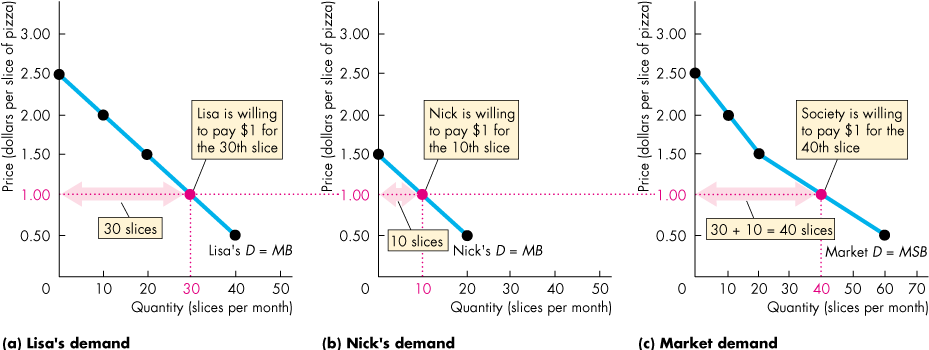 Price (dollars per slice of pizza)
3.00
2.50
2.00
1.50
1.00
0.50
0
10
20
30
40
50
Quantity (slices per month)
Lisa is willing
to pay $1 for
the 30th slice
30 slices
Lisa's D = MB
(a) Lisa's demand
Price (dollars per slice of pizza)
3.00
2.50
2.00
1.50
1.00
0.50
0
10
20
30
40
50
Quantity (slices per month)
Nick is willing
to pay $1 for
the 10th slice
10 slices
Nick's D = MB
(b) Nick's demand
Price (dollars per slice of pizza)
3.00
2.50
2.00
1.50
1.00
0.50
0
10
20
30
40
50
60
70
Quantity (slices per month)
Society is willing
to pay $1 for the
40th slice
30 + 10 = 40 slices
Market D = MSB
(c) Market demand